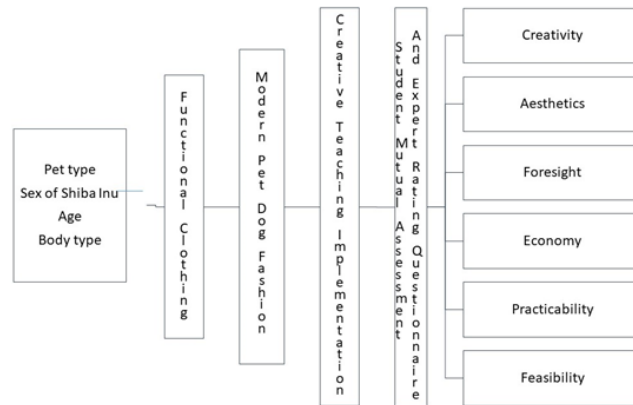 Pet type
Sex of Shiba Inu
Age
Body type
Functional Clothing
Modern Pet Dog Fashion
Creative Teaching Implementation
Student Mutual Assessment
And Expert Rating Questionnaire
Creativity
Aesthetics
Foresight
Economy
Practicability
Feasibility